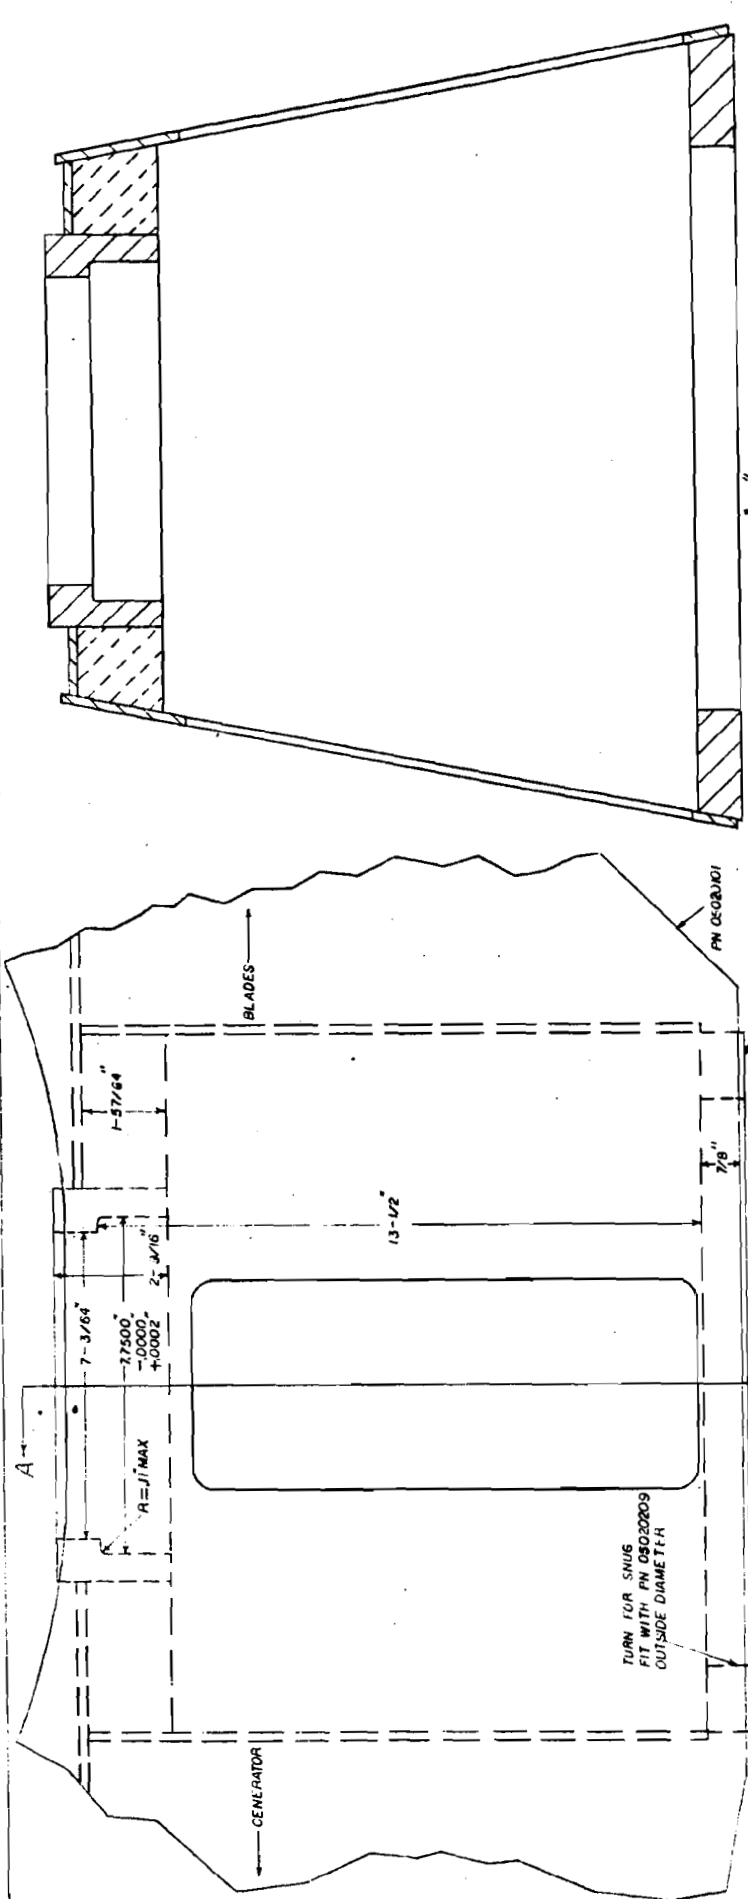 PN 05020101
BLADES
1-57/64"
7/8"
13-1/2"
2-3/16"
7-3/64"
7.7500"
-.0000
+.0002
A
R=.11" MAX
TURN FOR SNUG
FIT WITH PN 05020209
OUTSIDE DIAMETER
GENERATOR